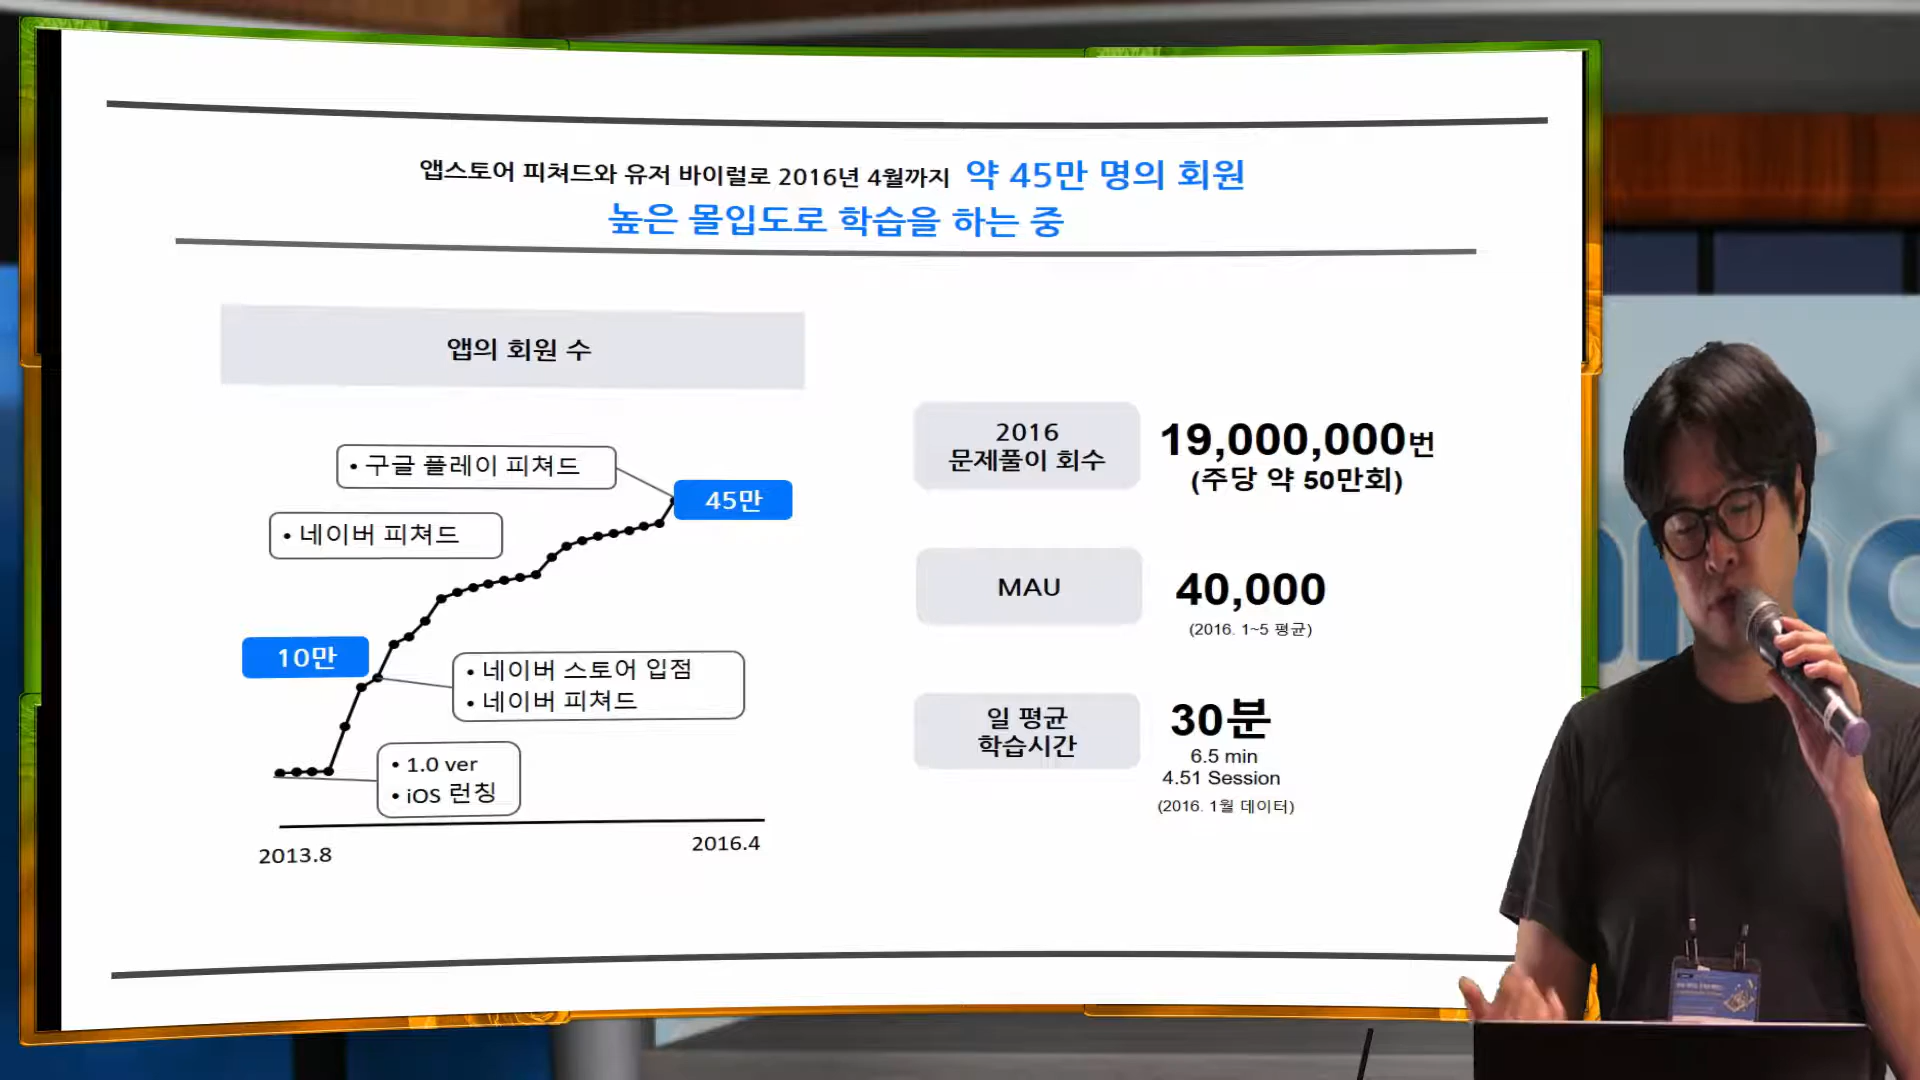 앱스토어 피쳐드와 유저 바이럴로 2016년 4월까지 약 45만 명의 회원
높은 몰입도로 학습을 하는 중
앱의 회원 수
• 구글 플레이 피쳐드
45만
• 네이버 피쳐드
10만
• 네이버 스토어 입점
• 네이버 피쳐드
• 1.0 ver
• iOS 런칭
2013.8
2016.4
2016
문제풀이 회수
19,000,000번
(주당 약 50만회)
MAU
40,000
(2016. 1~5 평균)
일 평균
학습시간
30분
6.5 min
4.51 Session
(2016. 1월 데이터)